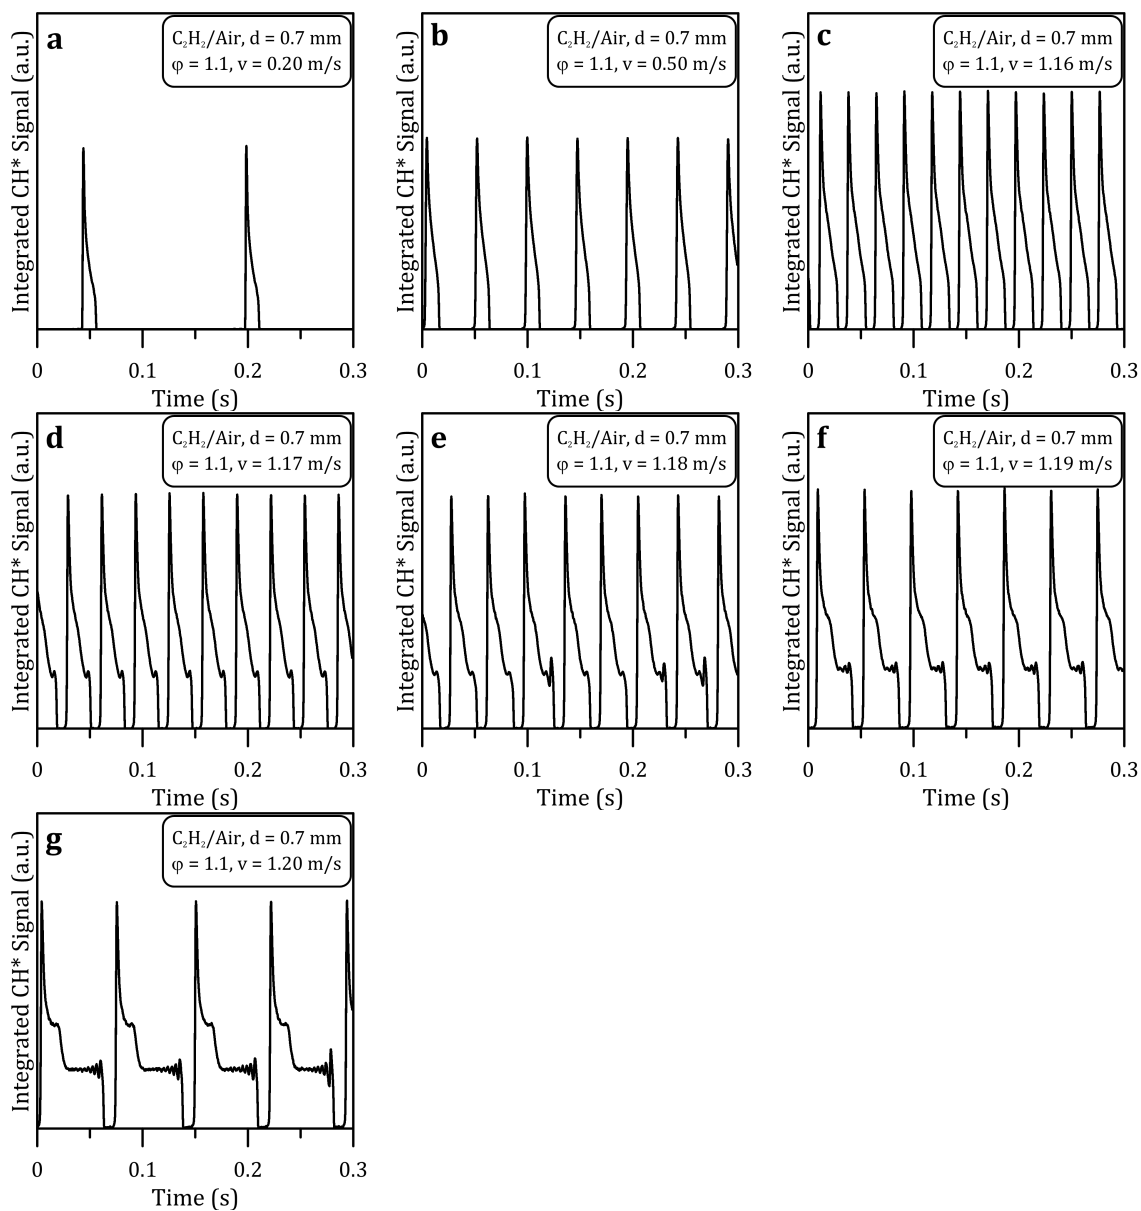 a
C₂H₂/Air, d = 0.7 mm
φ = 1.1, v = 0.20 m/s
Integrated CH* Signal (a.u.)
0 0.1 0.2 0.3
Time (s)
b
C₂H₂/Air, d = 0.7 mm
φ = 1.1, v = 0.50 m/s
Integrated CH* Signal (a.u.)
0 0.1 0.2 0.3
Time (s)
c
C₂H₂/Air, d = 0.7 mm
φ = 1.1, v = 1.16 m/s
Integrated CH* Signal (a.u.)
0 0.1 0.2 0.3
Time (s)
d
C₂H₂/Air, d = 0.7 mm
φ = 1.1, v = 1.17 m/s
Integrated CH* Signal (a.u.)
0 0.1 0.2 0.3
Time (s)
e
C₂H₂/Air, d = 0.7 mm
φ = 1.1, v = 1.18 m/s
Integrated CH* Signal (a.u.)
0 0.1 0.2 0.3
Time (s)
f
C₂H₂/Air, d = 0.7 mm
φ = 1.1, v = 1.19 m/s
Integrated CH* Signal (a.u.)
0 0.1 0.2 0.3
Time (s)
g
C₂H₂/Air, d = 0.7 mm
φ = 1.1, v = 1.20 m/s
Integrated CH* Signal (a.u.)
0 0.1 0.2 0.3
Time (s)